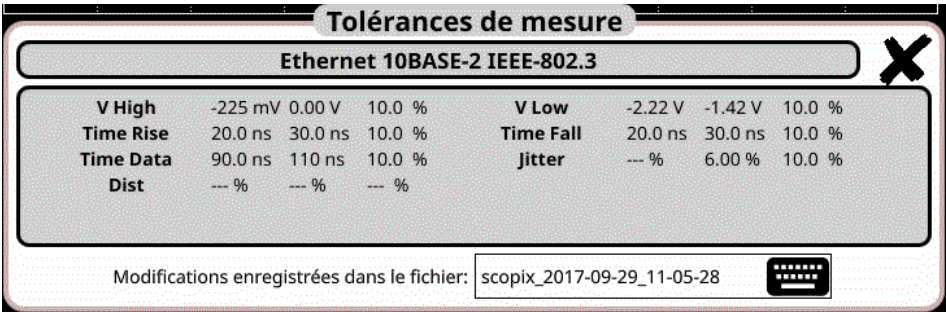 Tolérances de mesure
Ethernet 10BASE-2 IEEE-802.3
V High -225 mV 0.00 V 10.0 % V Low -2.22 V -1.42 V 10.0 %
Time Rise 20.0 ns 30.0 ns 10.0 % Time Fall 20.0 ns 30.0 ns 10.0 %
Time Data 90.0 ns 110 ns 10.0 % Jitter --- % 6.00 % 10.0 %
Dist --- % --- % --- %
Modifications enregistrées dans le fichier: scopix_2017-09-29_11-05-28